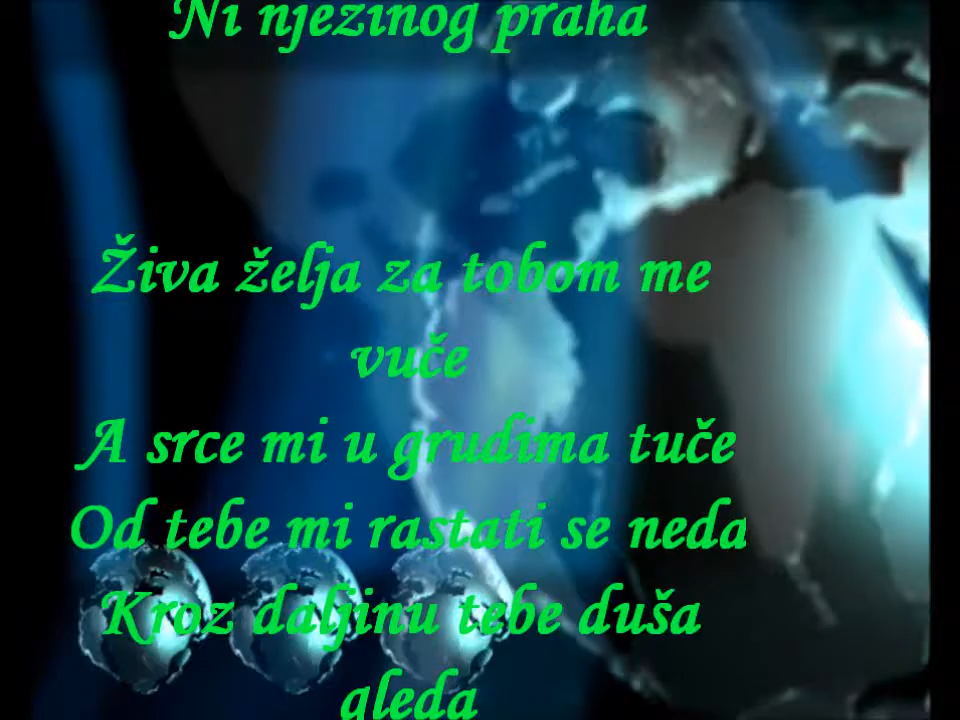 Ni njezinog praha
Živa želja za tobom me
vuče
A srce mi u grudima tuče
Od tebe mi rastati se neda
Kroz daljinu tebe duša
gleda